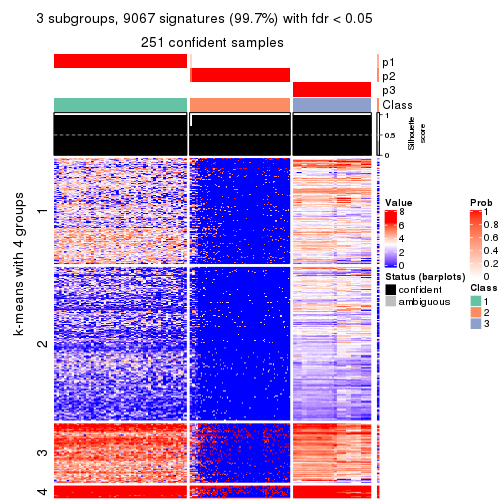 3 subgroups, 9067 signatures (99.7%) with fdr < 0.05
251 confident samples
p1
p2
p3
Class
1
0.5
0
Silhouette
score
k-means with 4 groups
1
2
3
4
Value
8
6
4
2
0
Status (barplots)
confident
ambiguous
Prob
1
0.8
0.6
0.4
0.2
0
Class
1
2
3